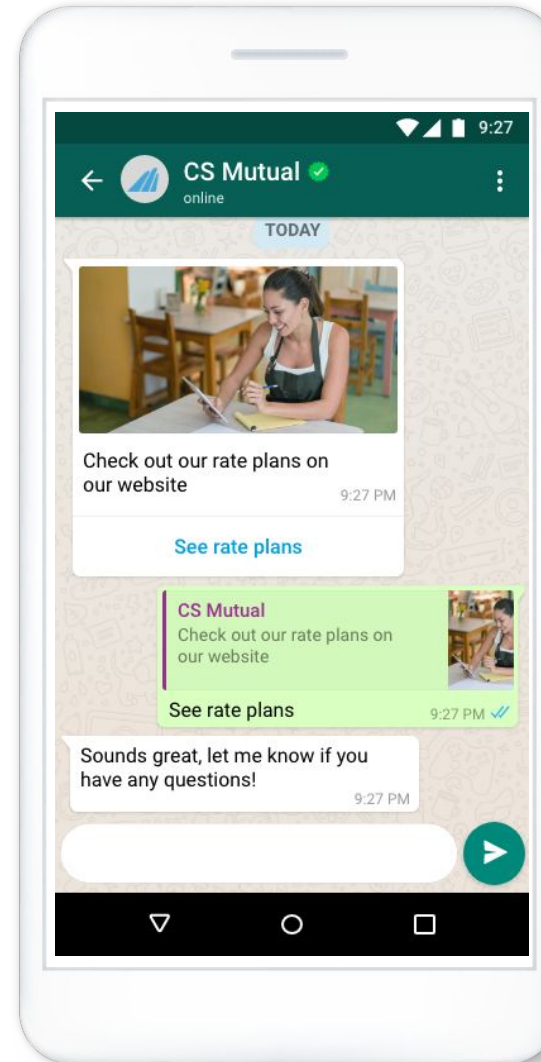 9:27
CS Mutual
online
TODAY
Check out our rate plans on
our website
9:27 PM
See rate plans
CS Mutual
Check out our rate plans on
our website
See rate plans
9:27 PM
Sounds great, let me know if you
have any questions!
9:27 PM